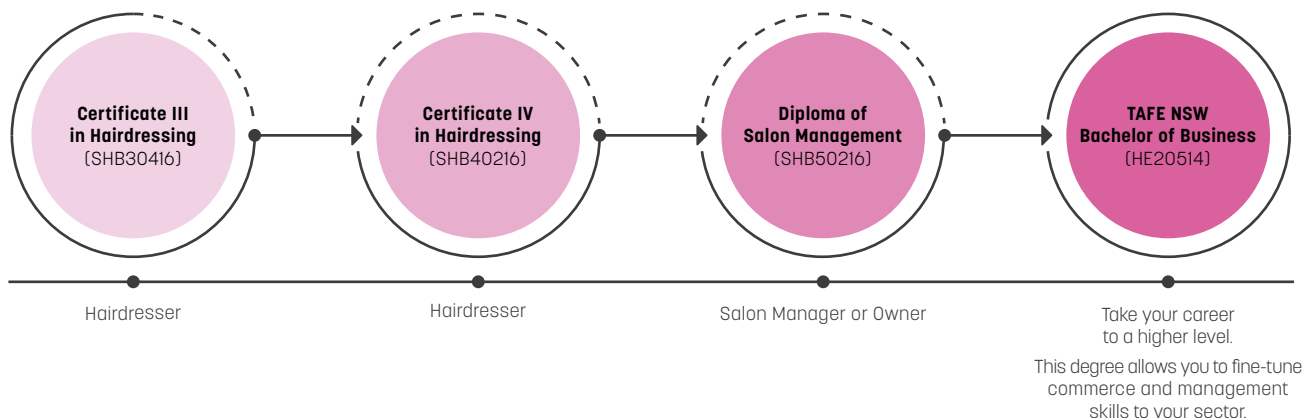 Certificate III
in Hairdressing
(SHB30416)
Certificate IV
in Hairdressing
(SHB40216)
Diploma of
Salon Management
(SHB50216)
TAFE NSW
Bachelor of Business
(HE20514)
Hairdresser
Hairdresser
Salon Manager or Owner
Take your career
to a higher level.
This degree allows you to fine-tune
commerce and management
skills to your sector.